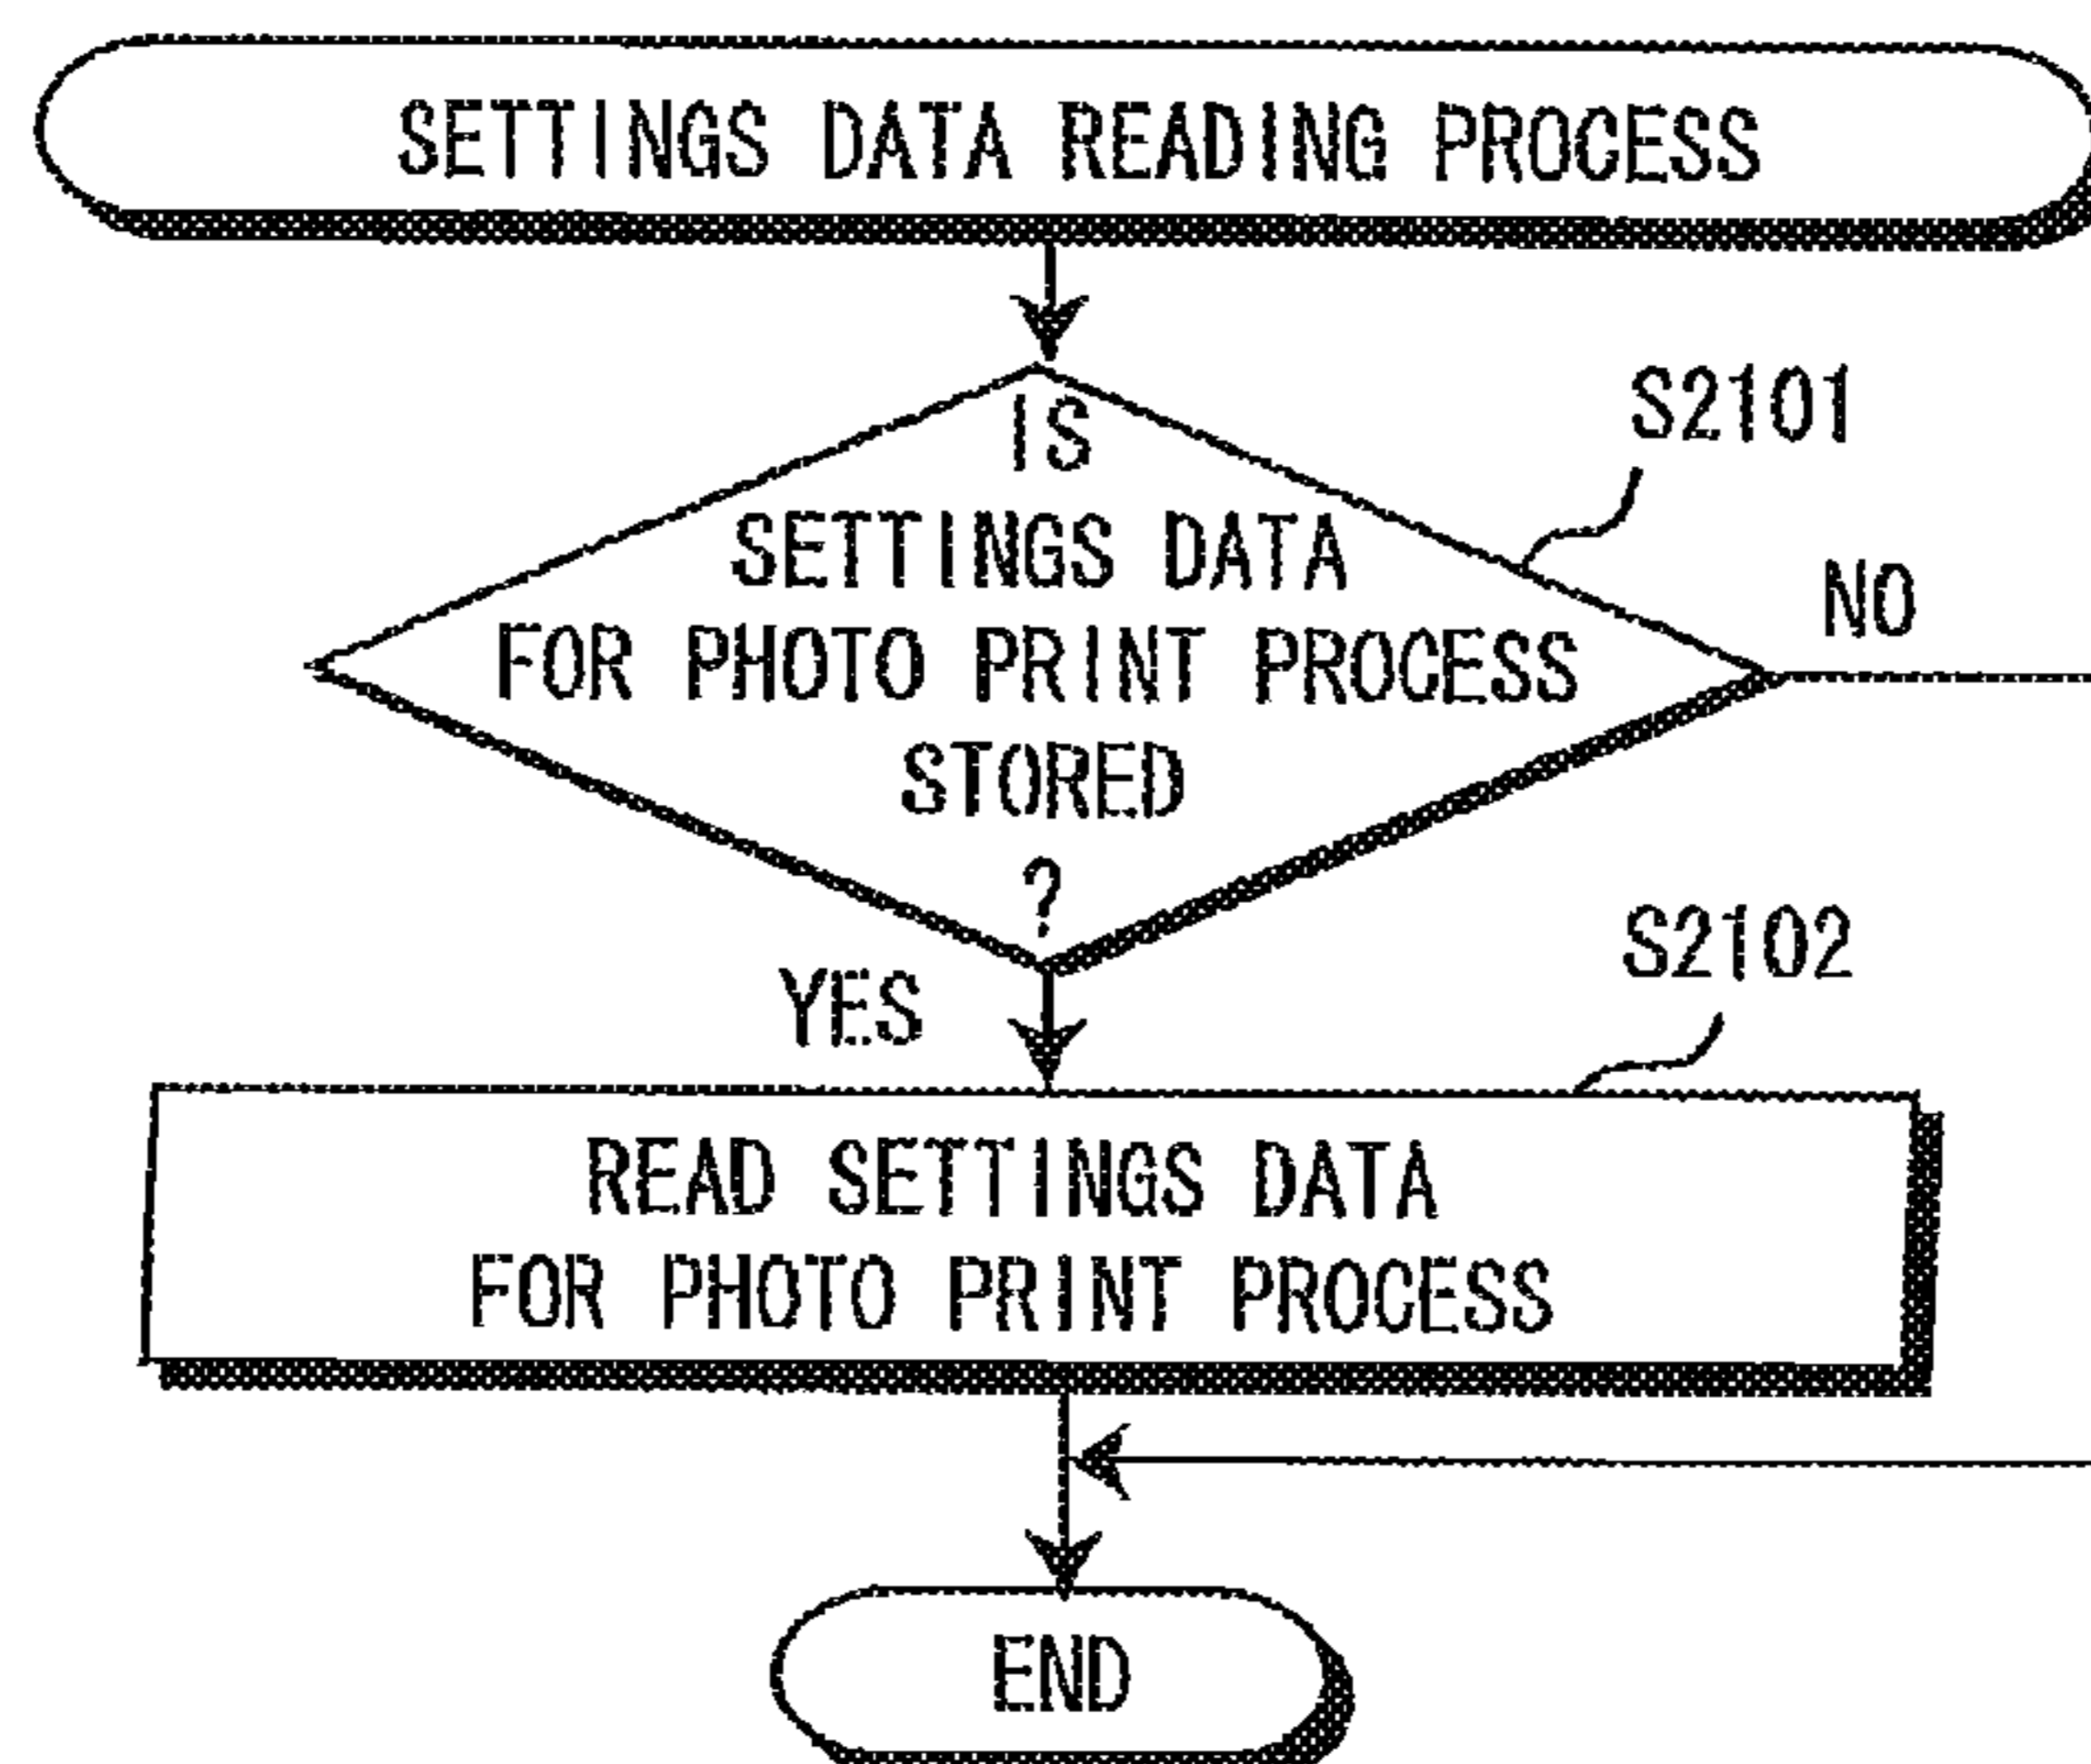 SETTINGS DATA READING PROCESS
IS
S2101
SETTINGS DATA
NO
FOR PHOTO PRINT PROCESS
STORED
?
S2102
YES
READ SETTINGS DATA
FOR PHOTO PRINT PROCESS
END